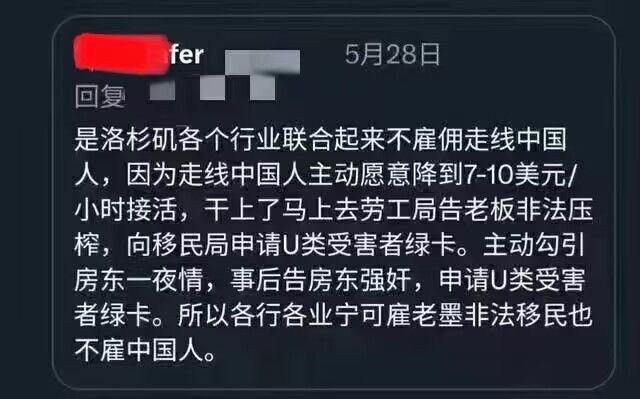 fer 5月28日
回复
是洛杉矶各个行业联合起来不雇佣走线中国
人，因为走线中国人主动愿意降到7-10美元/
小时接活，干上了马上去劳工局告老板非法压
榨，向移民局申请U类受害者绿卡。主动勾引
房东一夜情，事后告房东强奸，申请U类受害
者绿卡。所以各行各业宁可雇老墨非法移民也
不雇中国人。